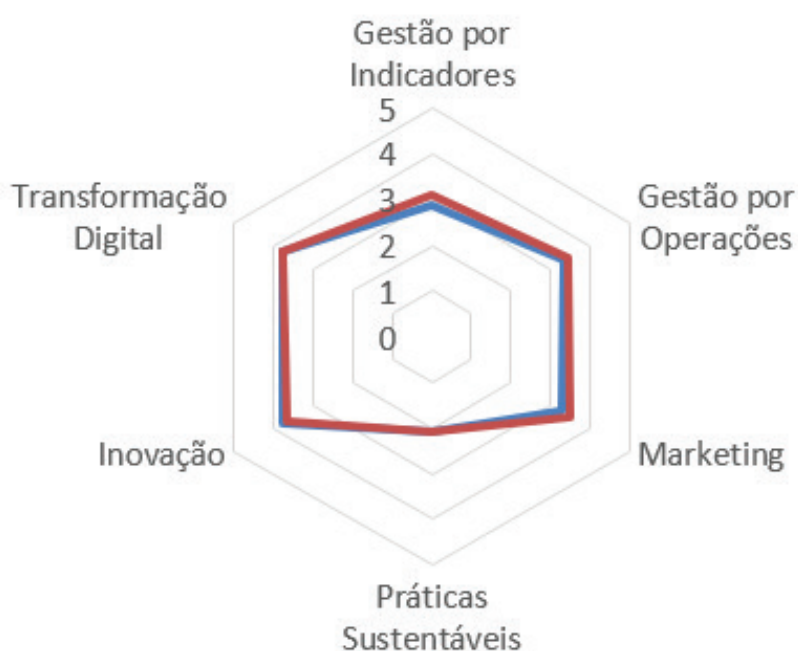 Gestão por
Indicadores
5
4
3
2
1
0
Transformação
Digital
Gestão por
Operações
Inovação
Marketing
Práticas
Sustentáveis